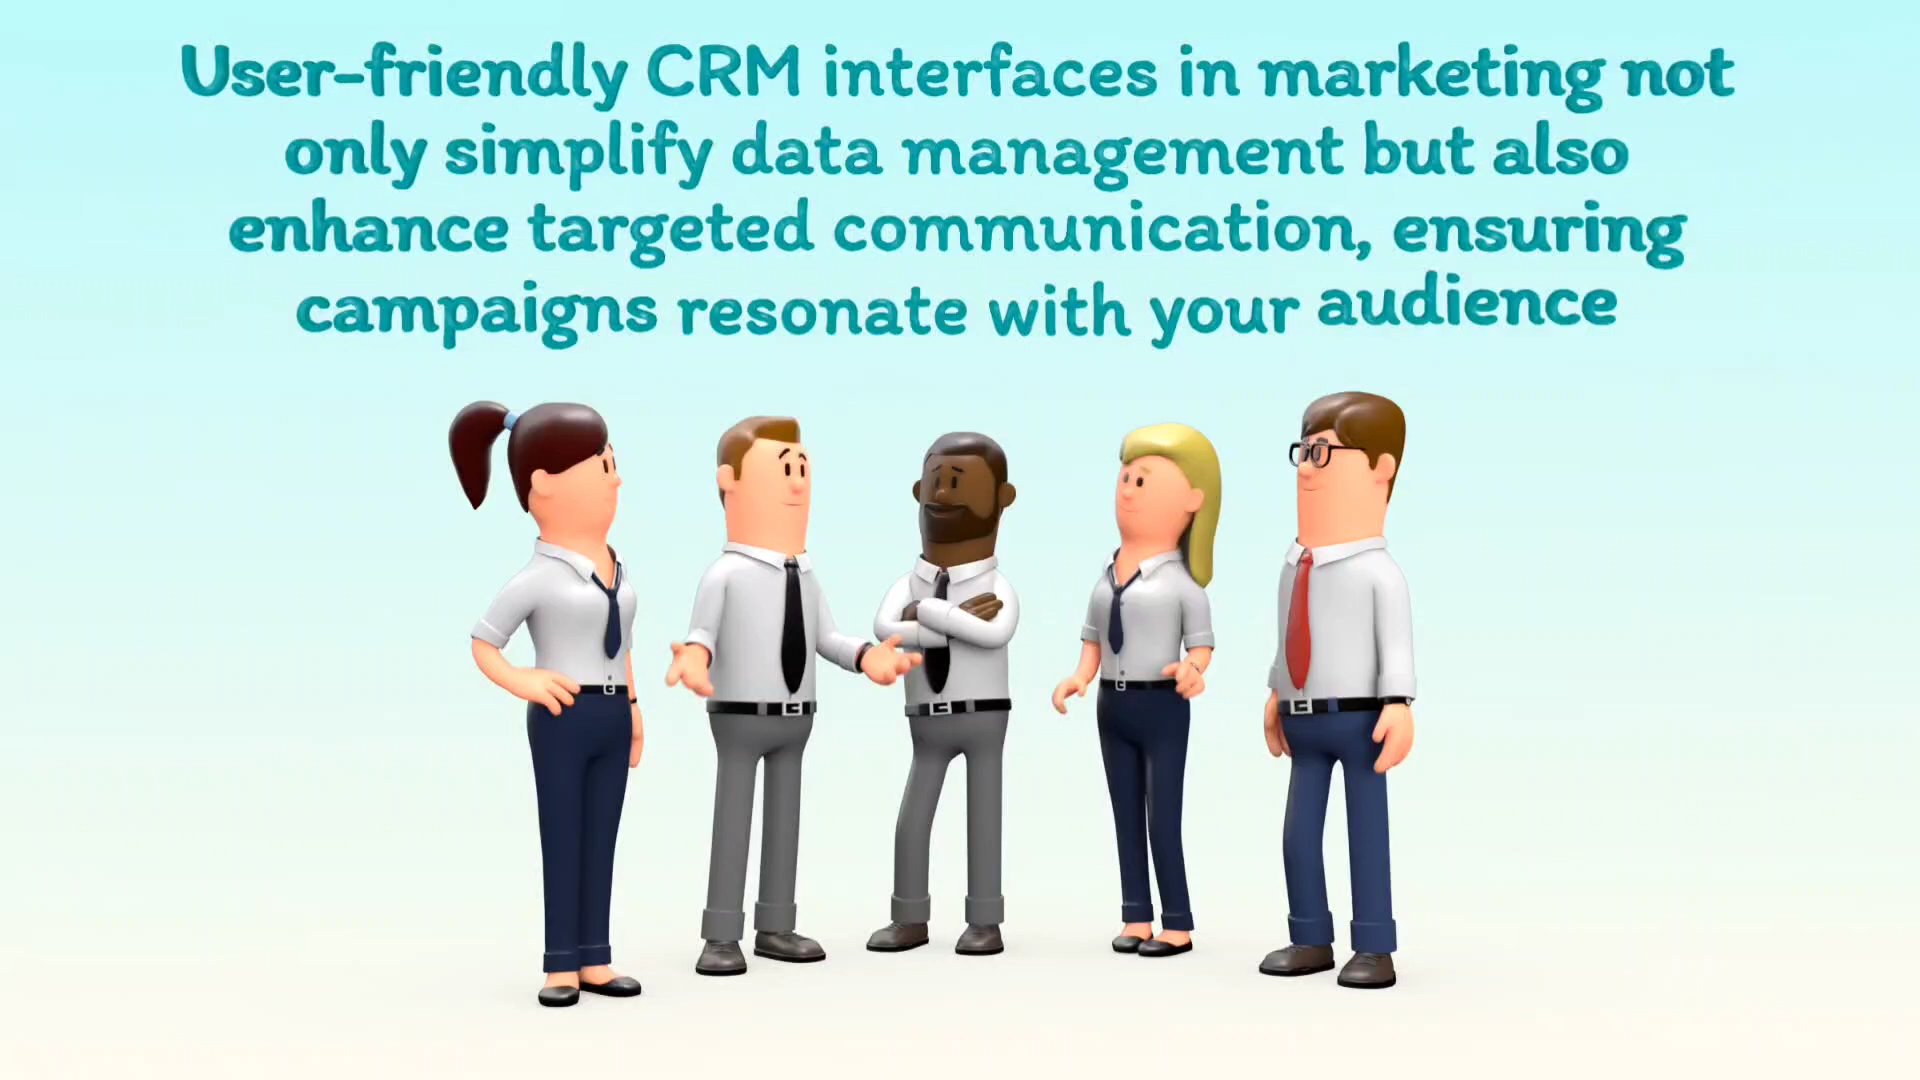 User-friendly CRM interfaces in marketing not
only simplify data management but also
enhance targeted communication, ensuring
campaigns resonate with your audience